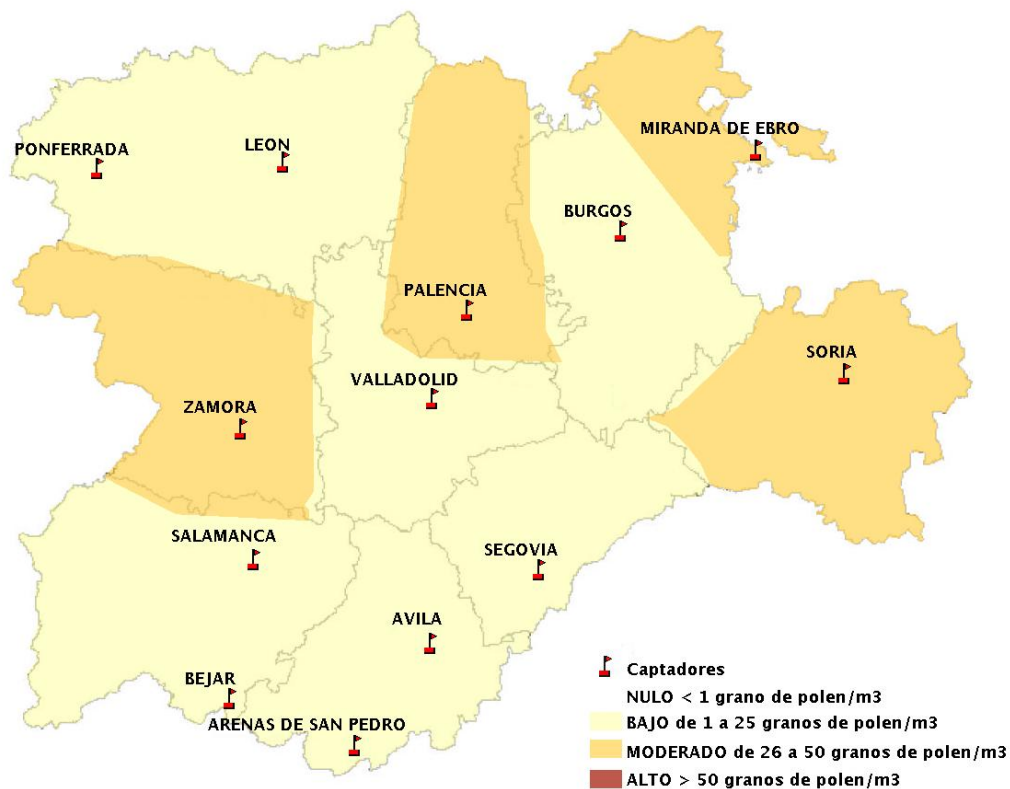 MIRANDA DE EBRO
PONFERRADA
LEON
BURGOS
PALENCIA
SORIA
VALLADOLID
ZAMORA
SALAMANCA
SEGOVIA
AVILA
BEJAR
ARENAS DE SAN PEDRO
Captadores
NULO < 1 grano de polen/m3
BAJO de 1 a 25 granos de polen/m3
MODERADO de 26 a 50 granos de polen/m3
ALTO > 50 granos de polen/m3